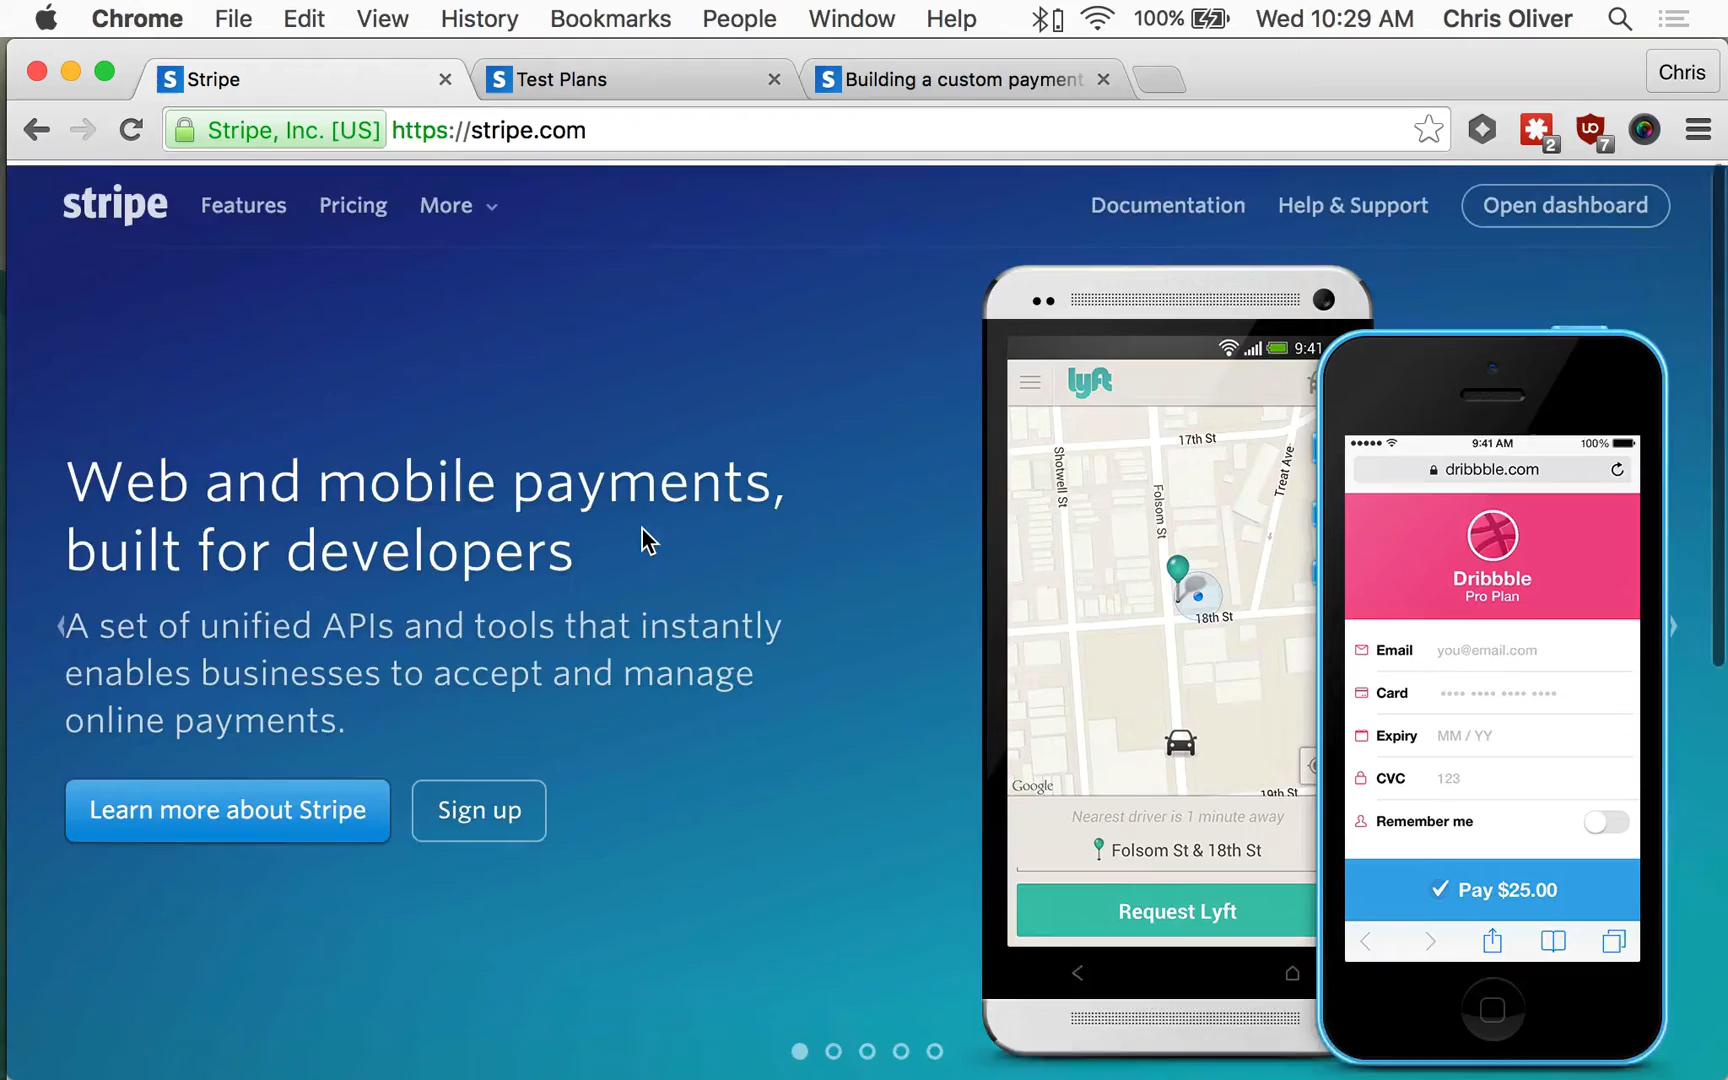 Chrome File Edit View History Bookmarks People Window Help 100% Wed 10:29 AM Chris Oliver
Stripe Test Plans Building a custom payment Chris
Stripe, Inc. [US] https://stripe.com 2 7
stripe Features Pricing More Documentation Help & Support Open dashboard
Web and mobile payments,
built for developers
A set of unified APIs and tools that instantly
enables businesses to accept and manage
online payments.
Learn more about Stripe Sign up
9:41
lyft
17th St
Shotwell St
Folsom St
Treat Ave
18th St
19th St
Google
Nearest driver is 1 minute away
Folsom St & 18th St
Request Lyft
9:41 AM 100%
dribbble.com
Dribbble
Pro Plan
Email you@email.com
Card •••• •••• •••• ••••
Expiry MM / YY
CVC 123
Remember me
Pay $25.00